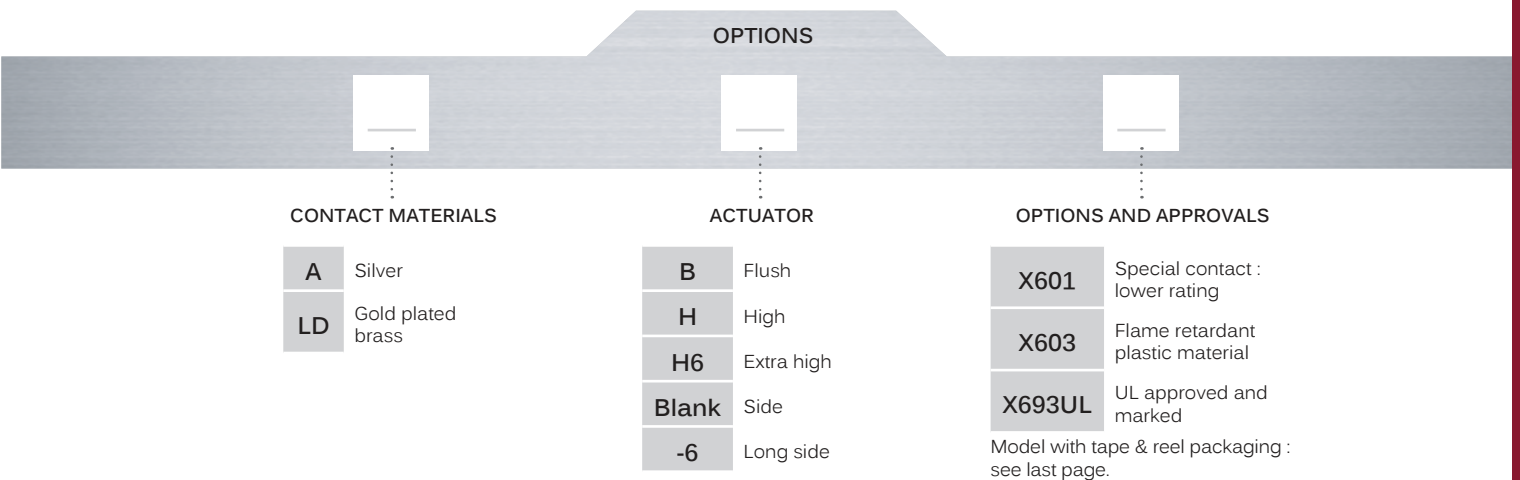 OPTIONS
CONTACT MATERIALS
A Silver
LD Gold plated
brass
ACTUATOR
B Flush
H High
H6 Extra high
Blank Side
-6 Long side
OPTIONS AND APPROVALS
X601 Special contact :
lower rating
X603 Flame retardant
plastic material
X693UL UL approved and
marked
Model with tape & reel packaging :
see last page.